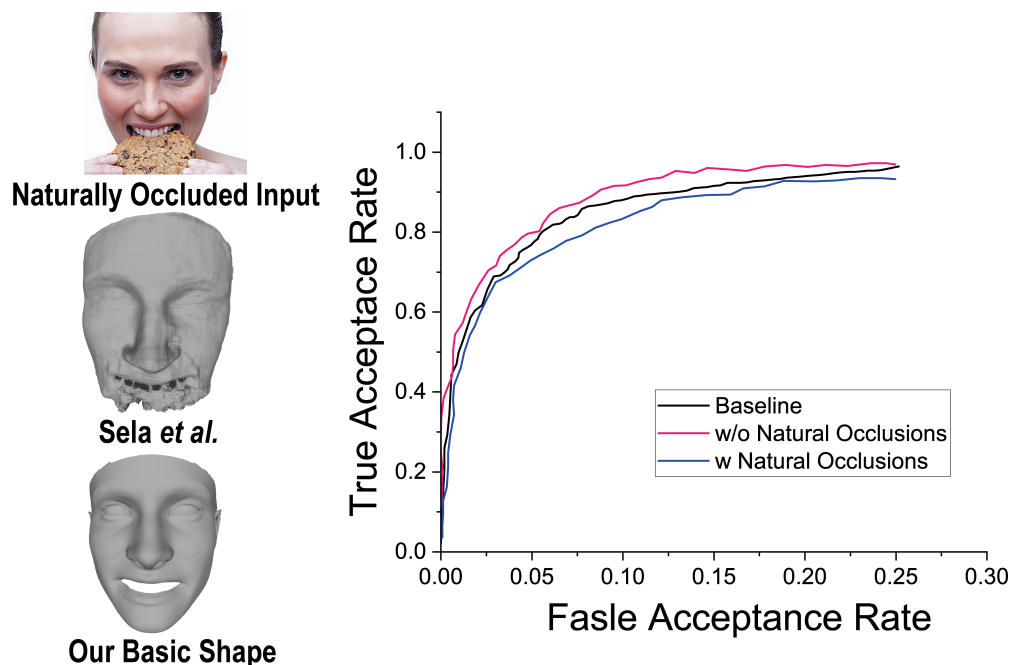 Naturally Occluded Input
Sela et al.
Our Basic Shape
True Acceptace Rate
1.0
0.8
0.6
0.4
0.2
0.0
0.00 0.05 0.10 0.15 0.20 0.25 0.30
Fasle Acceptance Rate
Baseline
w/o Natural Occlusions
w Natural Occlusions